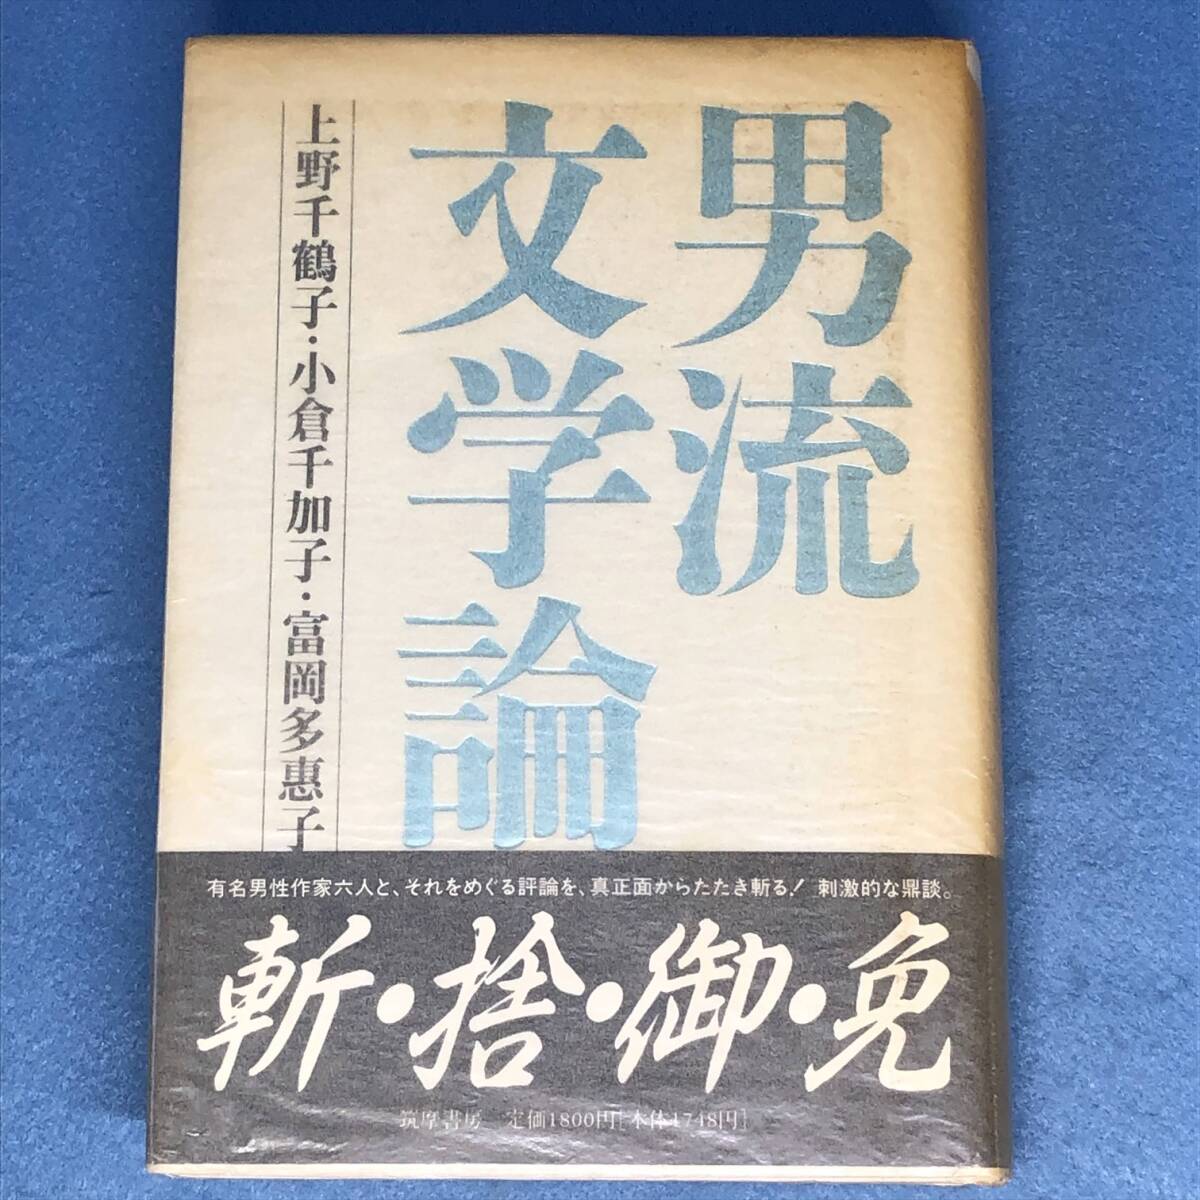 男流
文学論
上野千鶴子・小倉千加子・富岡多惠子
有名男性作家六人と、それをめぐる評論を、真正面からたたき斬る! 刺激的な鼎談。
斬・捨・御・免
筑摩書房 定価1800円[本体1748円]